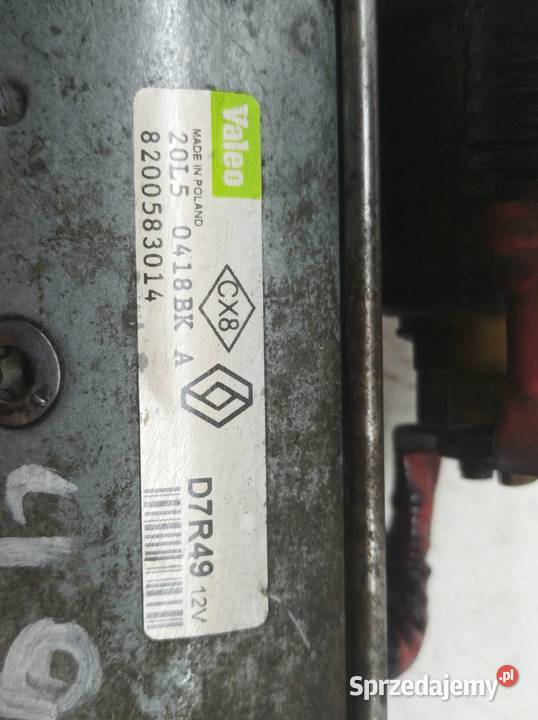 Valeo
MADE IN POLAND
20L5 0418BK A
8200583014
CX8
D7R49 12V
Sprzedajemy.pl